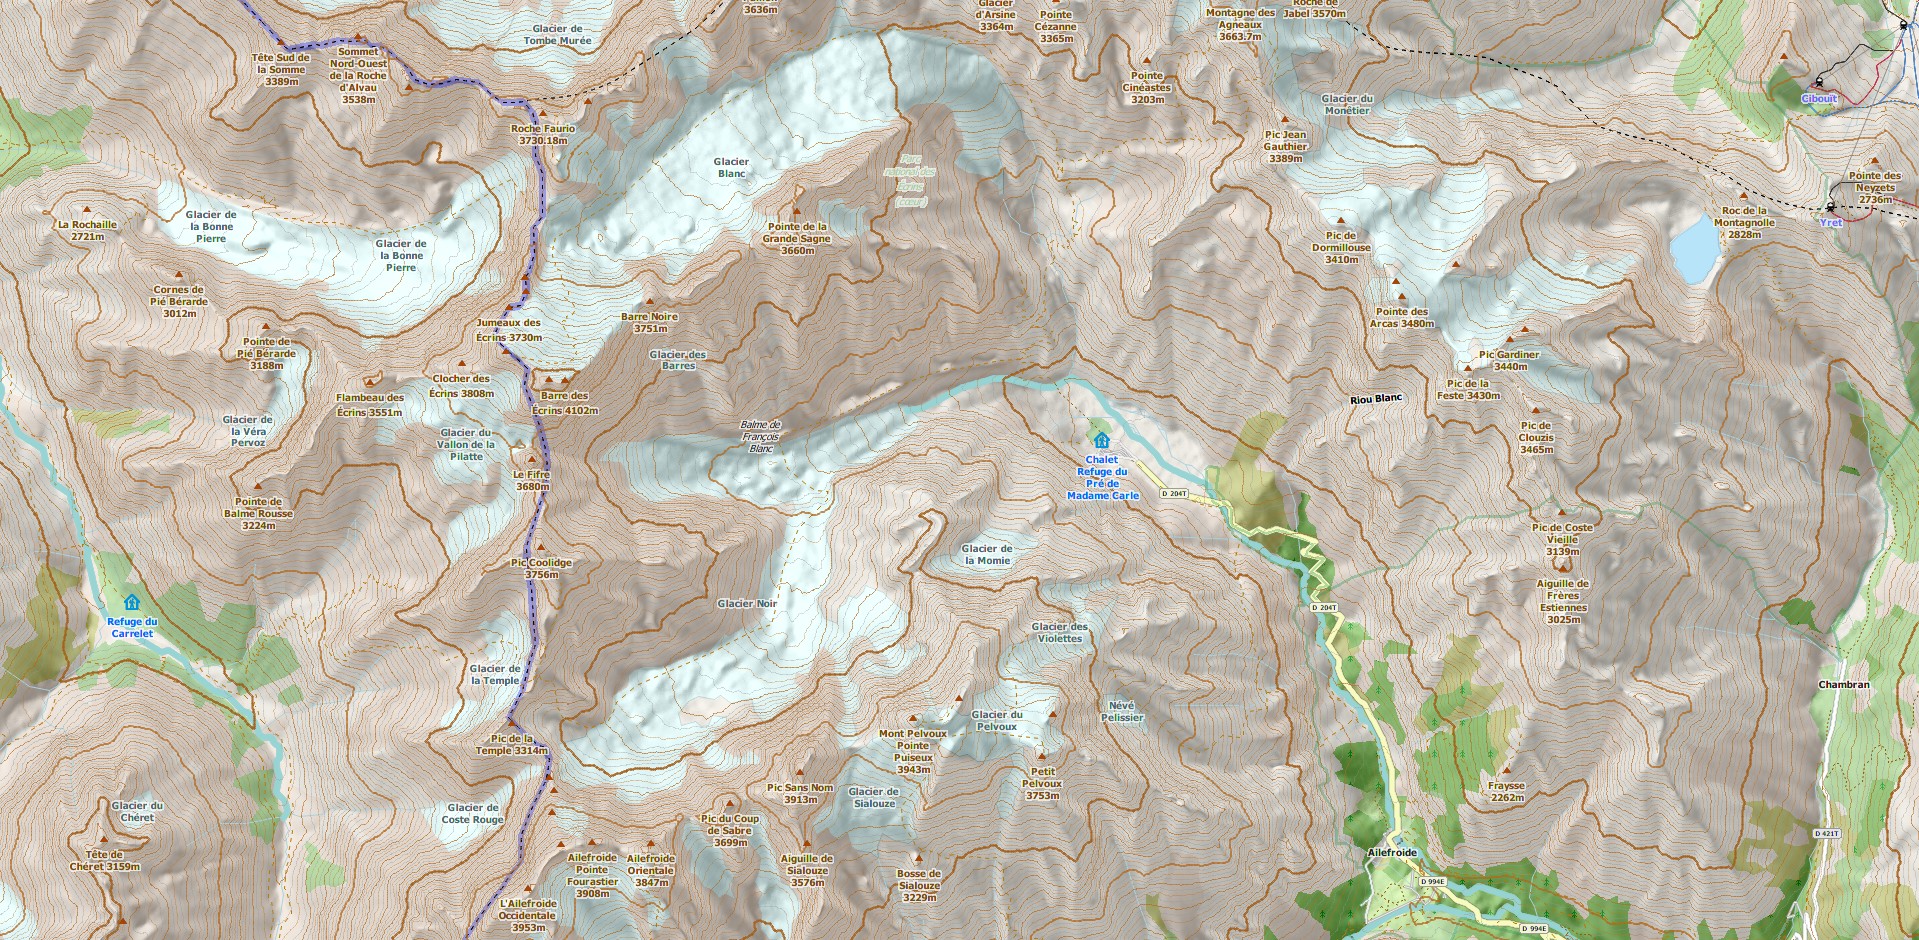 3636m
Glacier
d'Arsine
3364m
Pointe
Cézanne
3365m
Montagne des
Agneaux
3663.7m
Roche de
Jabel 3570m
Glacier de
Tombe Murée
Tête Sud de
la Somme
3389m
Sommet
Nord-Ouest
de la Roche
d'Alvau
3538m
Pointe
Cinéastes
3203m
Glacier du
Monétier
Cibouït
Roche Faurio
3730.18m
Pic Jean
Gauthier
3389m
Glacier
Blanc
Parc
national des
Écrins
(cœur)
Pointe des
Neyzets
2736m
La Rochaille
2721m
Glacier de
la Bonne
Pierre
Glacier de
la Bonne
Pierre
Pointe de la
Grande Sagne
3660m
Pic de
Dormillouse
3410m
Roc de la
Montagnolle
2828m
Yret
Cornes de
Pié Bérarde
3012m
Jumeaux des
Écrins 3730m
Barre Noire
3751m
Pointe des
Arcas 3480m
Pointe de
Pié Bérarde
3188m
Glacier des
Barres
Pic Gardiner
3440m
Clocher des
Écrins 3808m
Flambeau des
Écrins 3551m
Barre des
Écrins 4102m
Pic de la
Feste 3430m
Riou Blanc
Glacier de
la Véra
Pervoz
Glacier du
Vallon de la
Pilatte
Balme de
François
Blanc
Pic de
Clouzis
3465m
Chalet
Refuge du
Pré de
Madame Carle
D 204T
Le Fifre
3680m
Pointe de
Balme Rousse
3224m
Pic de Coste
Vieille
3139m
Glacier de
la Momie
Pic Coolidge
3756m
Aiguille de
Frères
Estiennes
3025m
Glacier Noir
D 204T
Refuge du
Carrelet
Glacier des
Violettes
Glacier de
la Temple
Chambran
Glacier du
Pelvoux
Névé
Pelissier
Pic de la
Temple 3314m
Mont Pelvoux
Pointe
Puiseux
3943m
Petit
Pelvoux
3753m
Pic Sans Nom
3913m
Glacier de
Sialouze
Fraysse
2262m
Glacier du
Chéret
Glacier de
Coste Rouge
Pic du Coup
de Sabre
3699m
D 421T
Tête de
Chéret 3159m
Ailefroide
Ailefroide
Pointe
Fourastier
3908m
Ailefroide
Orientale
3847m
Aiguille de
Sialouze
3576m
Bosse de
Sialouze
3229m
D 994E
L'Ailefroide
Occidentale
3953m
D 994E